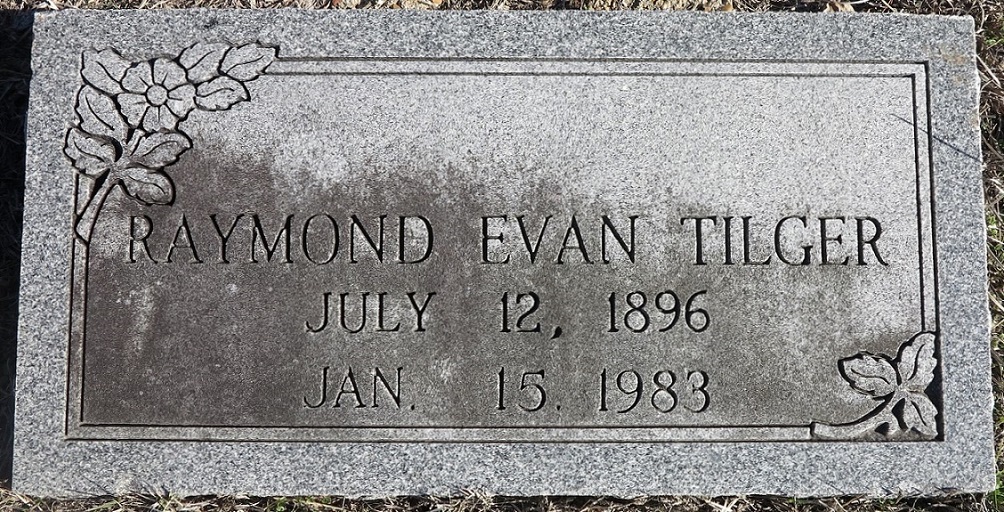 RAYMOND EVAN TILGER
JULY 12, 1896
JAN. 15, 1983